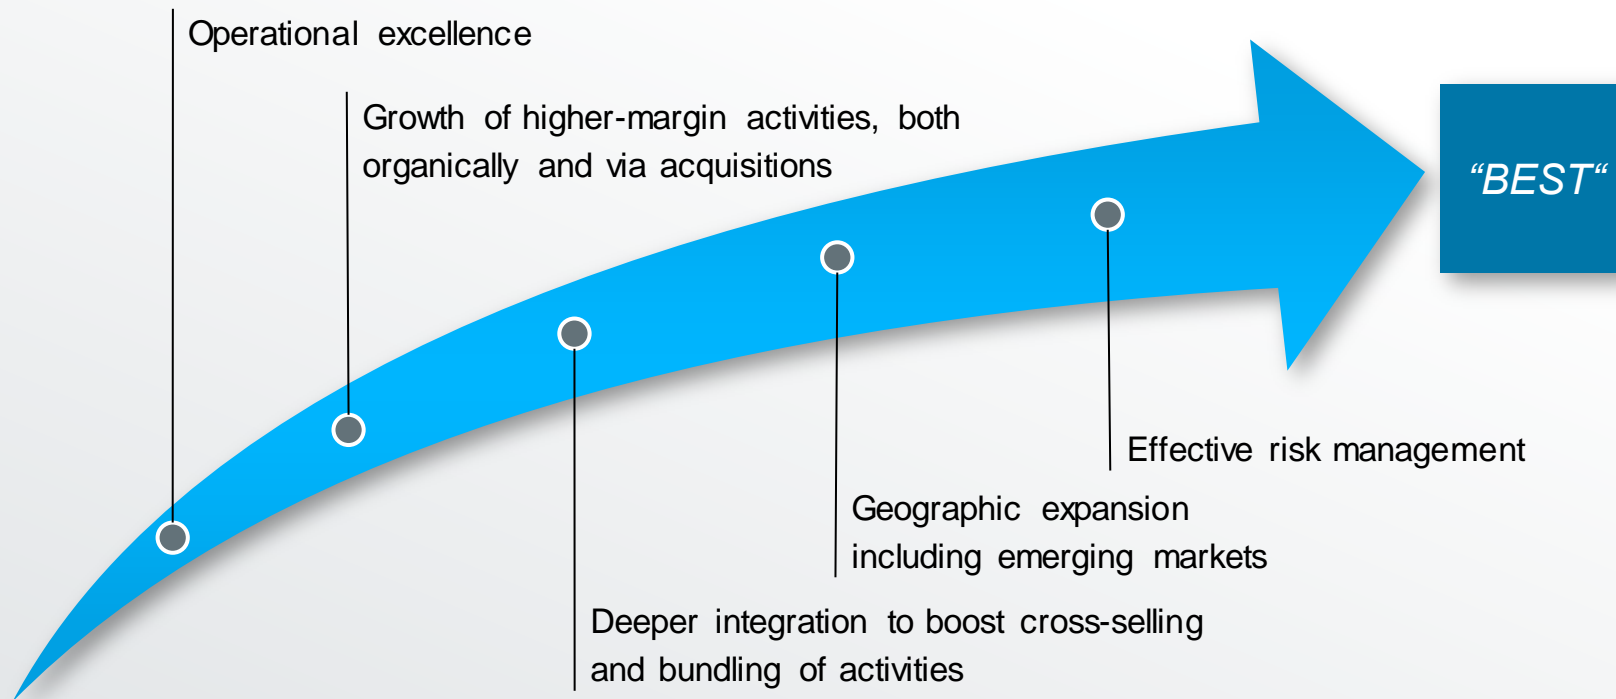 Operational excellence
Growth of higher-margin activities, both
organically and via acquisitions
“BEST“
Effective risk management
Geographic expansion
including emerging markets
Deeper integration to boost cross-selling
and bundling of activities